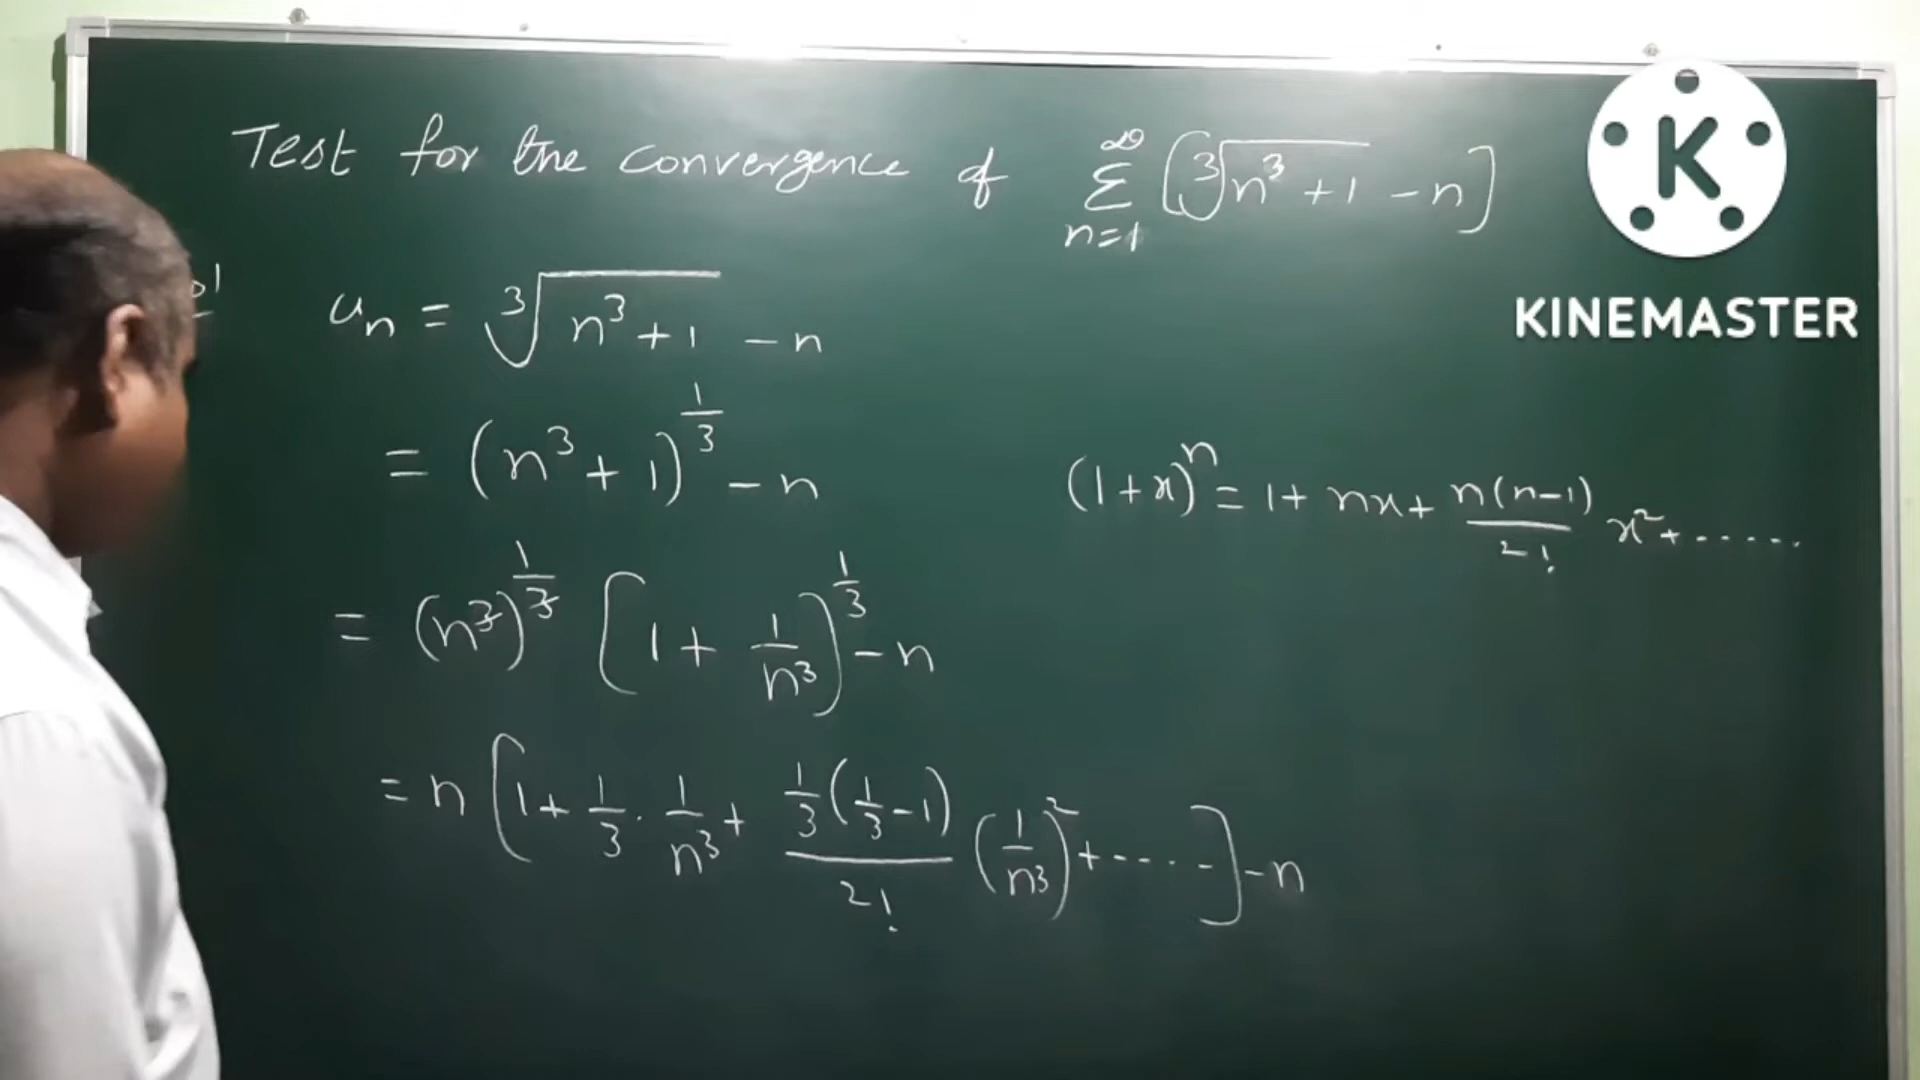 Test for the convergence of ∞ Σ n=1 [∛(n³+1) - n]
K
KINEMASTER
uₙ = ∛(n³+1) - n
= (n³+1)^(1/3) - n
(1+x)ⁿ = 1+ nx+ n(n-1)/2! x²+ ......
= (n³)^(1/3) [1 + 1/n³)^(1/3) - n
= n [1 + 1/3 · 1/n³ + 1/3(1/3-1)/2! (1/n³)² + ..... ] - n